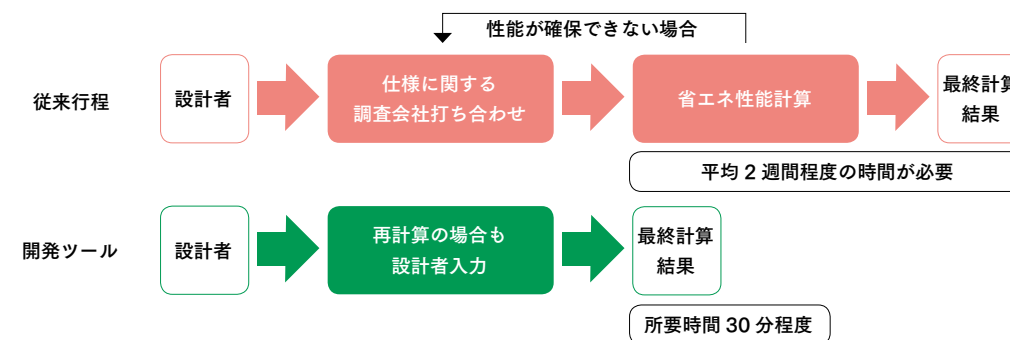 性能が確保できない場合
従来行程
設計者
仕様に関する
調査会社打ち合わせ
省エネ性能計算
最終計算
結果
平均 2 週間程度の時間が必要
開発ツール
設計者
再計算の場合も
設計者入力
最終計算
結果
所要時間 30 分程度